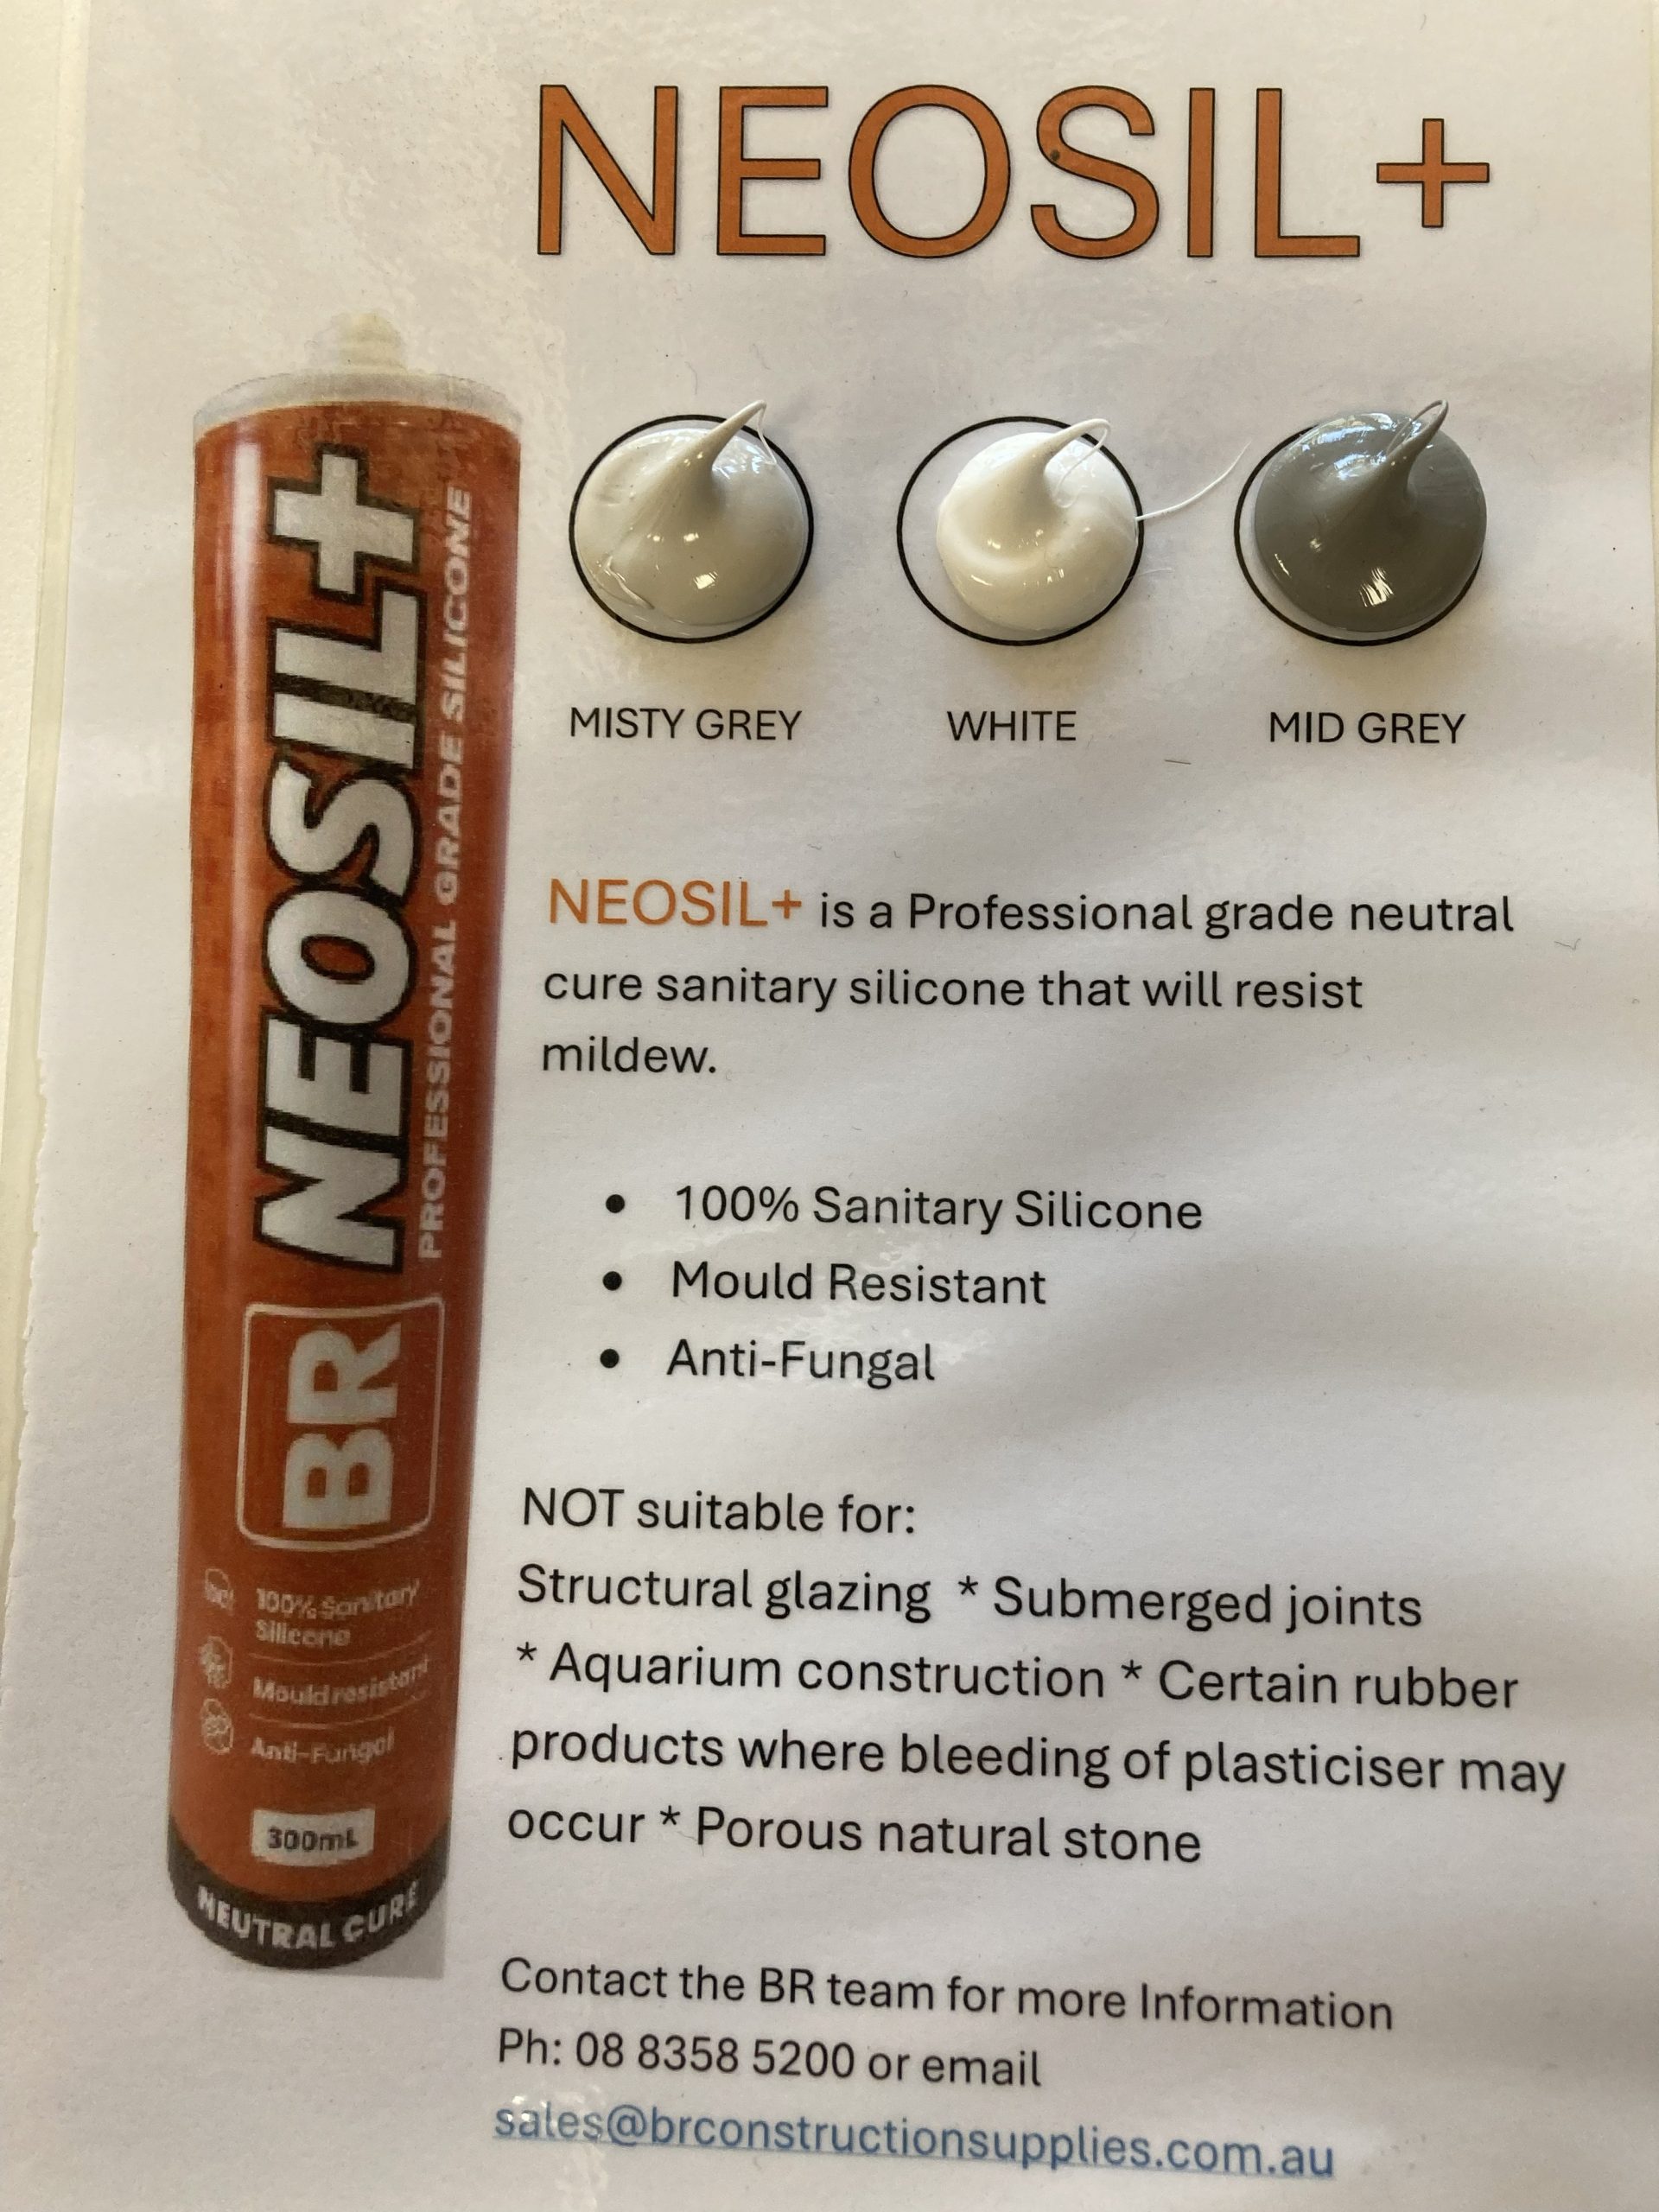 NEOSIL+
MISTY GREY
WHITE
MID GREY
NEOSIL+
PROFESSIONAL GRADE SILICONE
BR
100% Sanitary
Silicone
Mould resistant
Anti-Fungal
300mL
NEUTRAL CURE
NEOSIL+ is a Professional grade neutral
cure sanitary silicone that will resist
mildew.
• 100% Sanitary Silicone
• Mould Resistant
• Anti-Fungal
NOT suitable for:
Structural glazing * Submerged joints
* Aquarium construction * Certain rubber
products where bleeding of plasticiser may
occur * Porous natural stone
Contact the BR team for more Information
Ph: 08 8358 5200 or email
sales@brconstructionsupplies.com.au